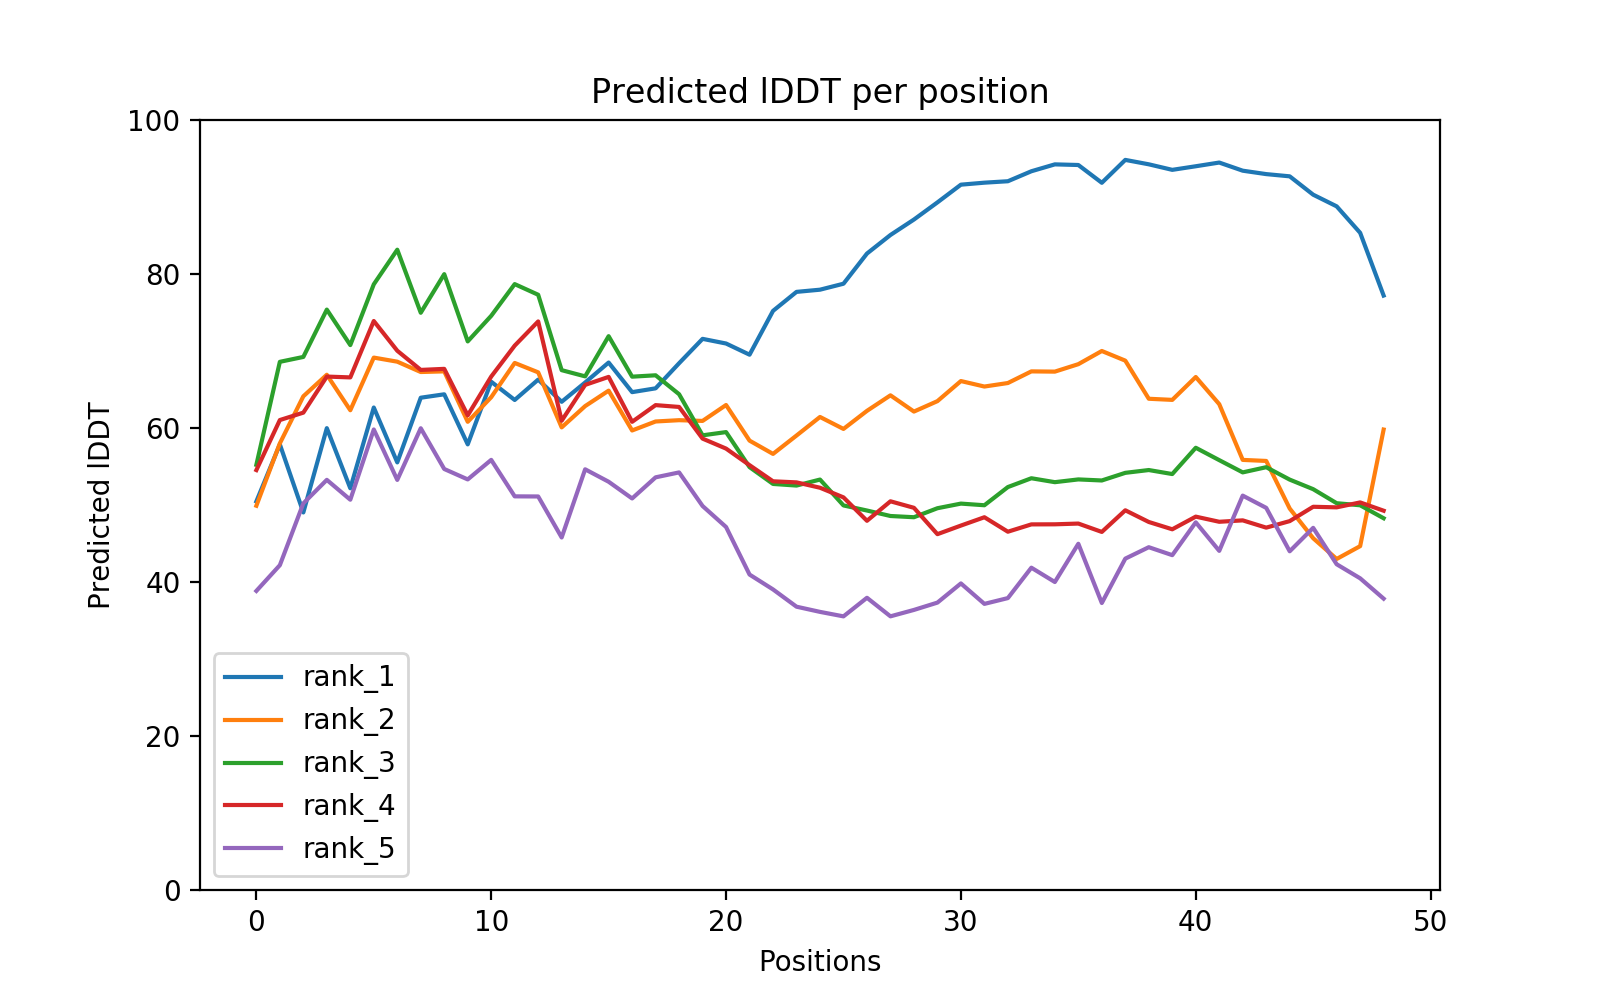 Predicted lDDT per position
100
80
60
40
20
0
Predicted lDDT
rank_1
rank_2
rank_3
rank_4
rank_5
0 10 20 30 40 50
Positions